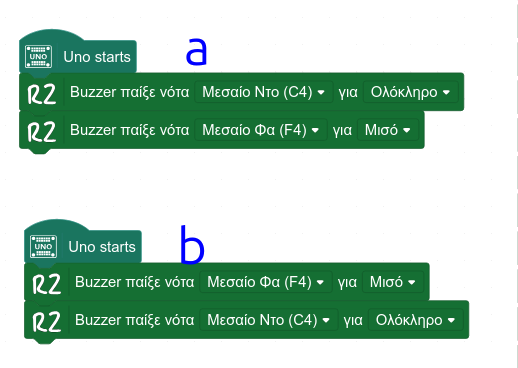 a
UNO Uno starts
R2 Buzzer παίξε νότα Μεσαίο Ντο (C4) για Ολόκληρο
R2 Buzzer παίξε νότα Μεσαίο Φα (F4) για Μισό
b
UNO Uno starts
R2 Buzzer παίξε νότα Μεσαίο Φα (F4) για Μισό
R2 Buzzer παίξε νότα Μεσαίο Ντο (C4) για Ολόκληρο